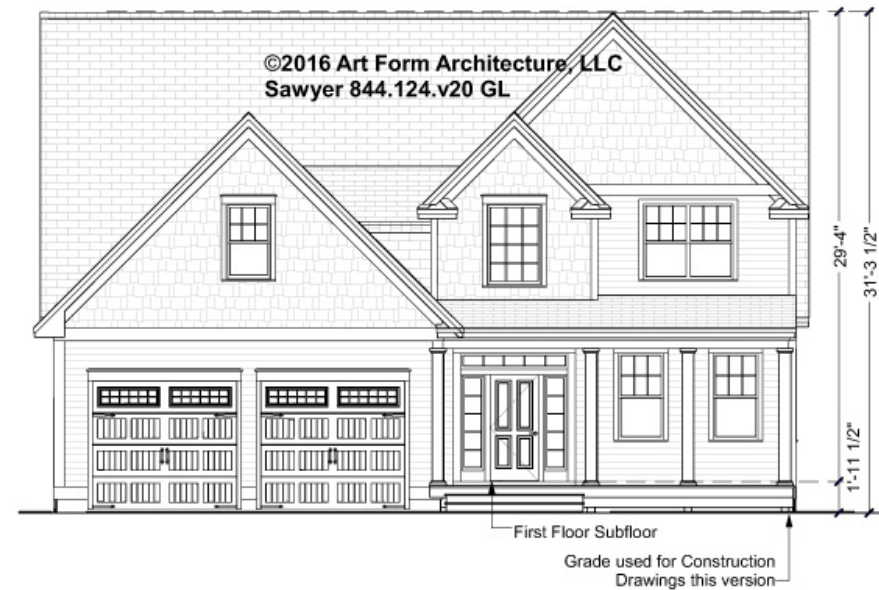 ©2016 Art Form Architecture, LLC
Sawyer 844.124.v20 GL
29'-4"
31'-3 1/2"
1'-11 1/2"
First Floor Subfloor
Grade used for Construction
Drawings this version